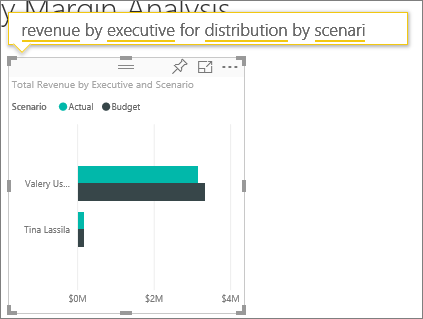 y Margin Analysis
revenue by executive for distribution by scenari
Total Revenue by Executive and Scenario
Scenario Actual Budget
Valery Us...
Tina Lassila
$0M $2M $4M